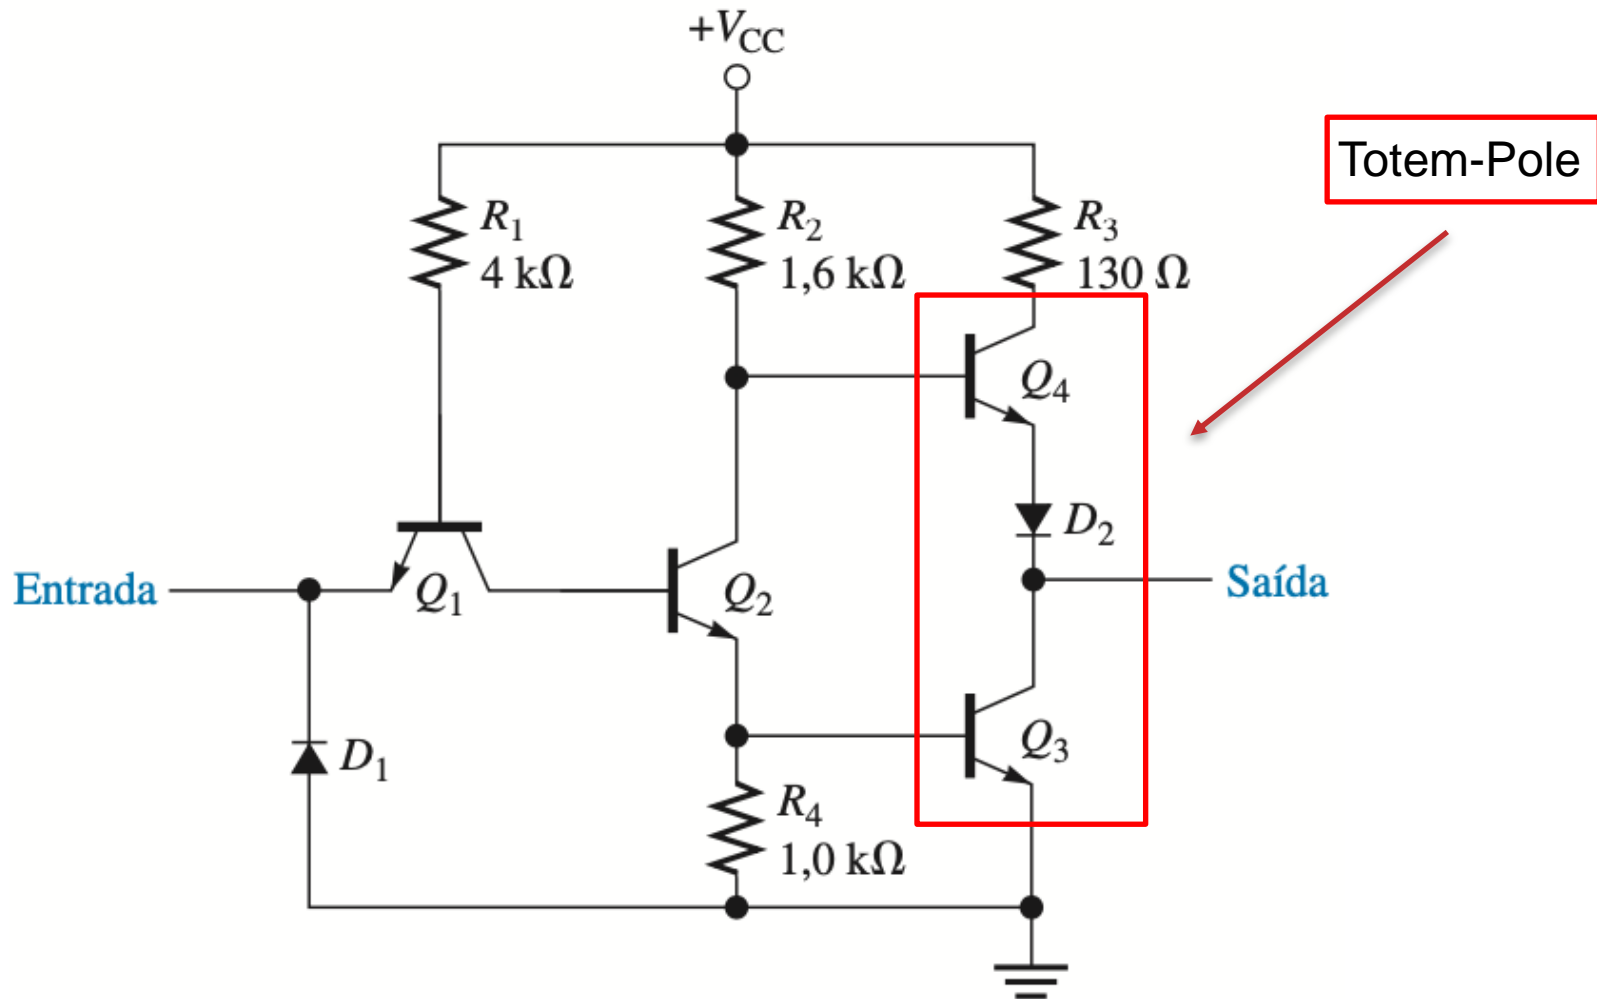 +VCC
Totem-Pole
R1
4 kΩ
R2
1,6 kΩ
R3
130 Ω
Q4
D2
Entrada
Q1
Q2
Saída
D1
Q3
R4
1,0 kΩ